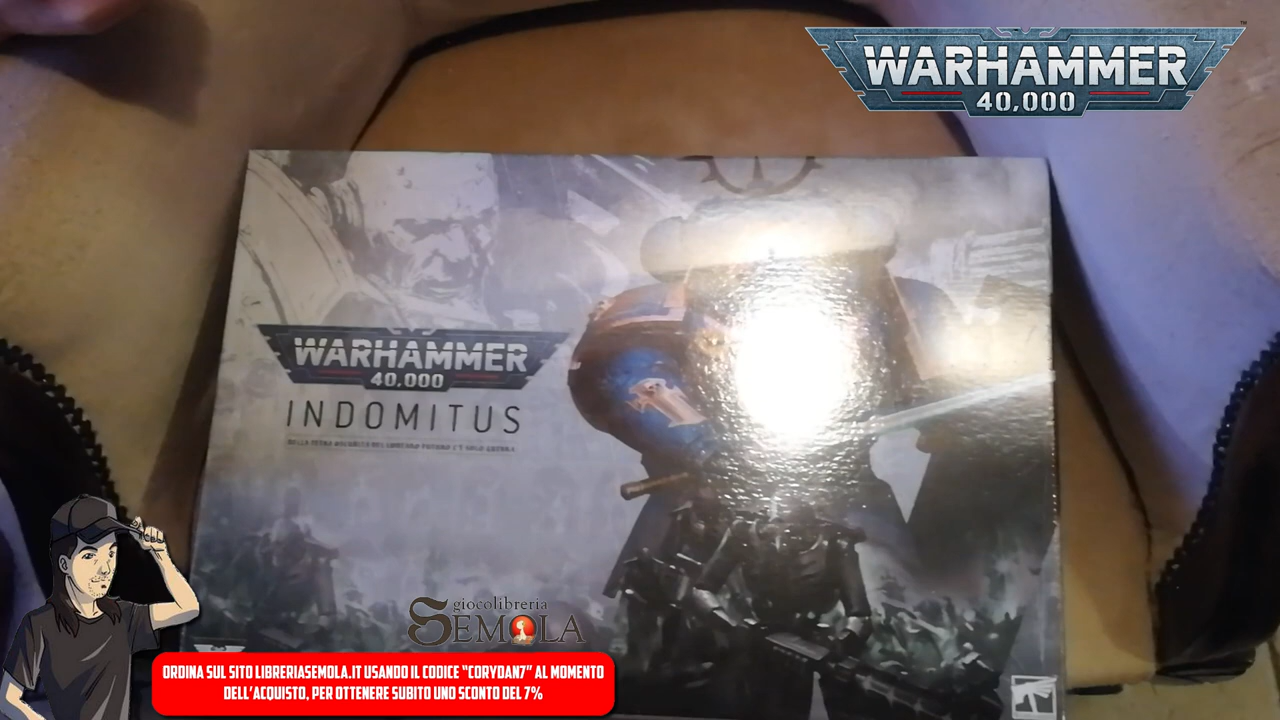 WARHAMMER
40,000
WARHAMMER
40,000
INDOMITUS
giocolibreria
SEMOLA
ORDINA SUL SITO LIBRERIASEMOLA.IT USANDO IL CODICE "CORYDAN7" AL MOMENTO
DELL'ACQUISTO, PER OTTENERE SUBITO UNO SCONTO DEL 7%